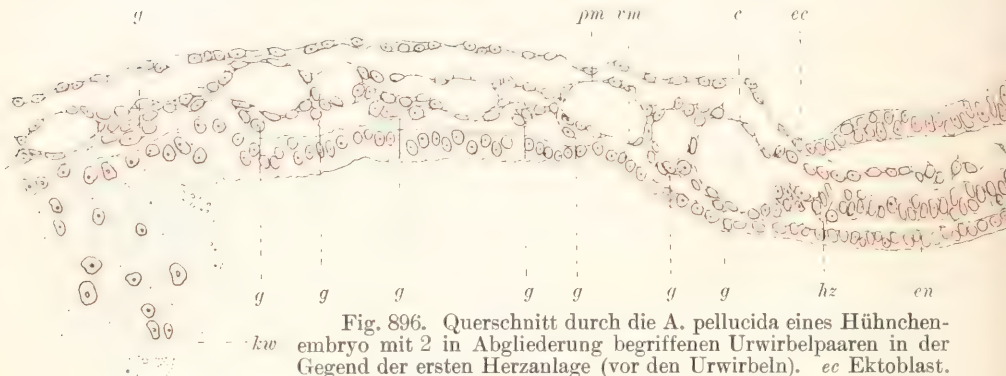 g pm vm c ec
g g g g g g g hz en
kw
Fig. 896. Querschnitt durch die A. pellucida eines Hühnchen-
embryo mit 2 in Abgliederung begriffenen Urwirbelpaaren in der
Gegend der ersten Herzanlage (vor den Urwirbeln). ec Ektoblast.